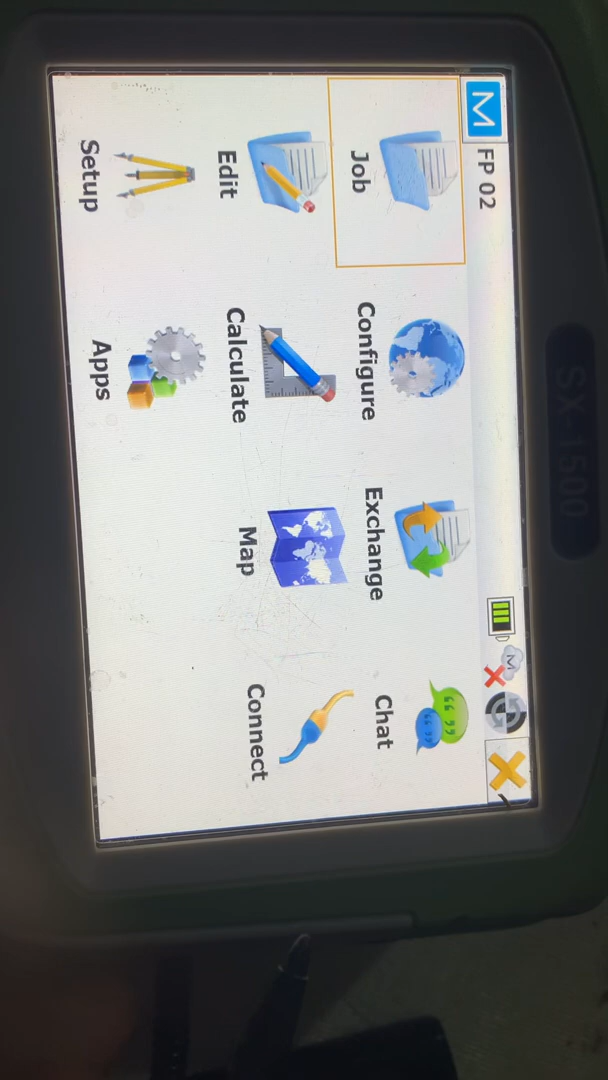 SX-1500
M FP 02 M
Job Configure Exchange Chat
Edit Calculate Map Connect
Setup Apps